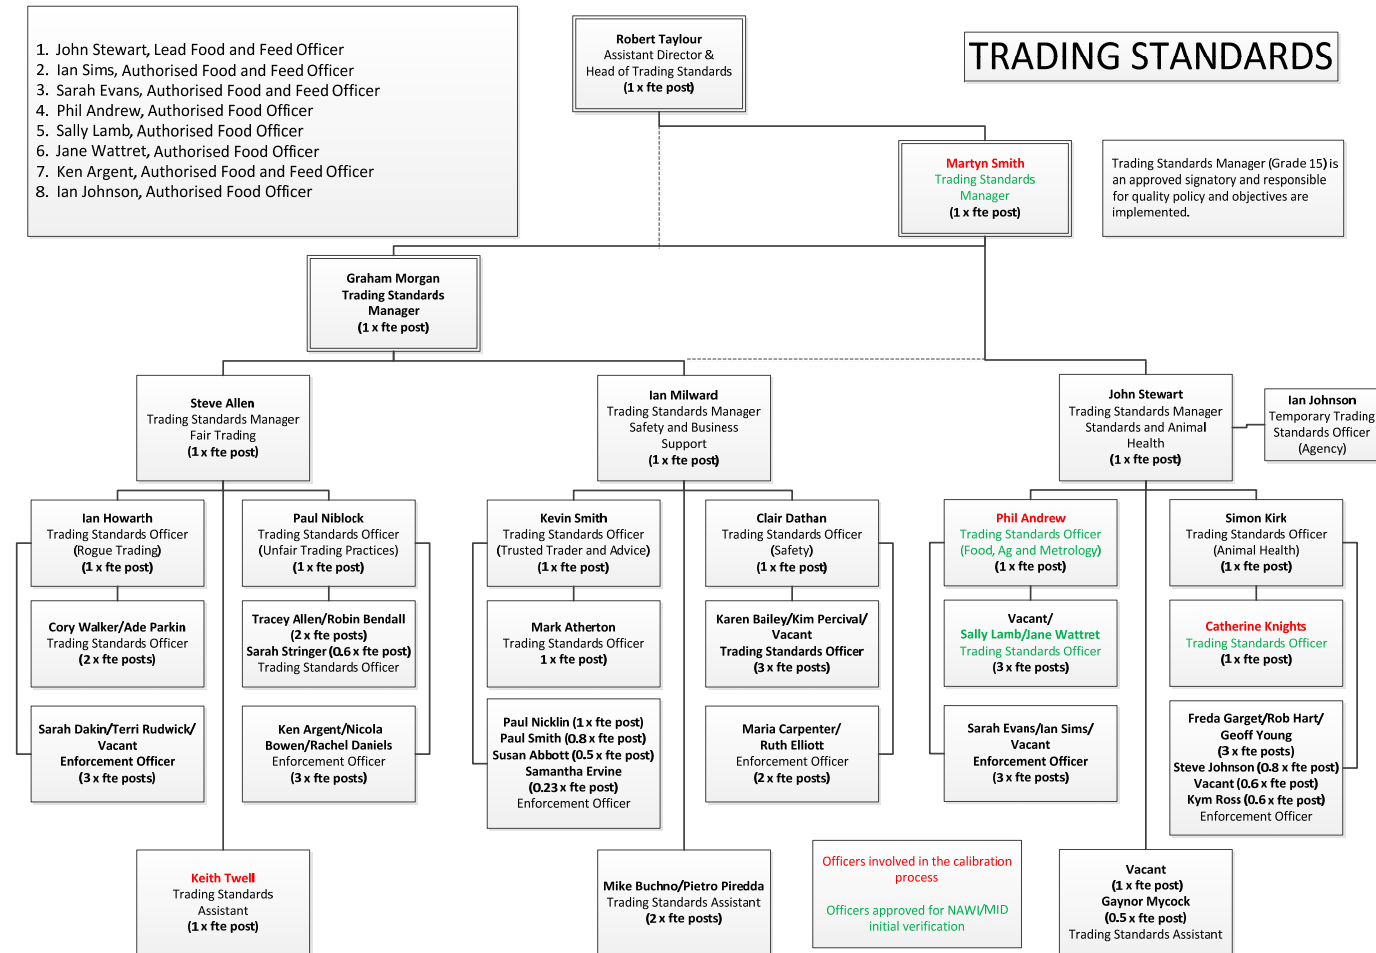 1. John Stewart, Lead Food and Feed Officer
2. Ian Sims, Authorised Food and Feed Officer
3. Sarah Evans, Authorised Food and Feed Officer
4. Phil Andrew, Authorised Food Officer
5. Sally Lamb, Authorised Food Officer
6. Jane Wattret, Authorised Food Officer
7. Ken Argent, Authorised Food and Feed Officer
8. Ian Johnson, Authorised Food Officer
Robert Taylour
Assistant Director &
Head of Trading Standards
(1 x fte post)
TRADING STANDARDS
Martyn Smith
Trading Standards
Manager
(1 x fte post)
Trading Standards Manager (Grade 15) is
an approved signatory and responsible
for quality policy and objectives are
implemented.
Graham Morgan
Trading Standards
Manager
(1 x fte post)
Steve Allen
Trading Standards Manager
Fair Trading
(1 x fte post)
Ian Milward
Trading Standards Manager
Safety and Business
Support
(1 x fte post)
John Stewart
Trading Standards Manager
Standards and Animal
Health
(1 x fte post)
Ian Johnson
Temporary Trading
Standards Officer
(Agency)
Ian Howarth
Trading Standards Officer
(Rogue Trading)
(1 x fte post)
Paul Niblock
Trading Standards Officer
(Unfair Trading Practices)
(1 x fte post)
Kevin Smith
Trading Standards Officer
(Trusted Trader and Advice)
(1 x fte post)
Clair Dathan
Trading Standards Officer
(Safety)
(1 x fte post)
Phil Andrew
Trading Standards Officer
(Food, Ag and Metrology)
(1 x fte post)
Simon Kirk
Trading Standards Officer
(Animal Health)
(1 x fte post)
Cory Walker/Ade Parkin
Trading Standards Officer
(2 x fte posts)
Tracey Allen/Robin Bendall
(2 x fte posts)
Sarah Stringer (0.6 x fte post)
Trading Standards Officer
Mark Atherton
Trading Standards Officer
1 x fte post)
Karen Bailey/Kim Percival/
Vacant
Trading Standards Officer
(3 x fte posts)
Vacant/
Sally Lamb/Jane Wattret
Trading Standards Officer
(3 x fte posts)
Catherine Knights
Trading Standards Officer
(1 x fte post)
Sarah Dakin/Terri Rudwick/
Vacant
Enforcement Officer
(3 x fte posts)
Ken Argent/Nicola
Bowen/Rachel Daniels
Enforcement Officer
(3 x fte posts)
Paul Nicklin (1 x fte post)
Paul Smith (0.8 x fte post)
Susan Abbott (0.5 x fte post)
Samantha Ervine
(0.23 x fte post)
Enforcement Officer
Maria Carpenter/
Ruth Elliott
Enforcement Officer
(2 x fte posts)
Sarah Evans/Ian Sims/
Vacant
Enforcement Officer
(3 x fte posts)
Freda Garget/Rob Hart/
Geoff Young
(3 x fte posts)
Steve Johnson (0.8 x fte post)
Vacant (0.6 x fte post)
Kym Ross (0.6 x fte post)
Enforcement Officer
Keith Twell
Trading Standards
Assistant
(1 x fte post)
Mike Buchno/Pietro Piredda
Trading Standards Assistant
(2 x fte posts)
Officers involved in the calibration
process
Officers approved for NAWI/MID
initial verification
Vacant
(1 x fte post)
Gaynor Mycock
(0.5 x fte post)
Trading Standards Assistant